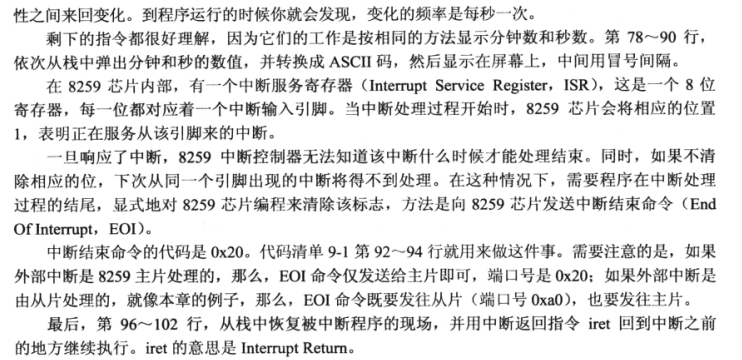 性之间来回变化。到程序运行的时候你就会发现，变化的频率是每秒一次。
剩下的指令都很好理解，因为它们的工作是按相同的方法显示分钟数和秒数。第 78～90 行，
依次从栈中弹出分钟和秒的数值，并转换成 ASCII 码，然后显示在屏幕上，中间用冒号间隔。
在 8259 芯片内部，有一个中断服务寄存器（Interrupt Service Register，ISR），这是一个 8 位
寄存器，每一位都对应着一个中断输入引脚。当中断处理过程开始时，8259 芯片会将相应的位置
1，表明正在服务从该引脚来的中断。
一旦响应了中断，8259 中断控制器无法知道该中断什么时候才能处理结束。同时，如果不清
除相应的位，下次从同一个引脚出现的中断将得不到处理。在这种情况下，需要程序在中断处理
过程的结尾，显式地对 8259 芯片编程来清除该标志，方法是向 8259 芯片发送中断结束命令（End
Of Interrupt，EOI）。
中断结束命令的代码是 0x20。代码清单 9-1 第 92～94 行就用来做这件事。需要注意的是，如果
外部中断是 8259 主片处理的，那么，EOI 命令仅发送给主片即可，端口号是 0x20；如果外部中断是
由从片处理的，就像本章的例子，那么，EOI 命令既要发往从片（端口号 0xa0），也要发往主片。
最后，第 96～102 行，从栈中恢复被中断程序的现场，并用中断返回指令 iret 回到中断之前
的地方继续执行。iret 的意思是 Interrupt Return。